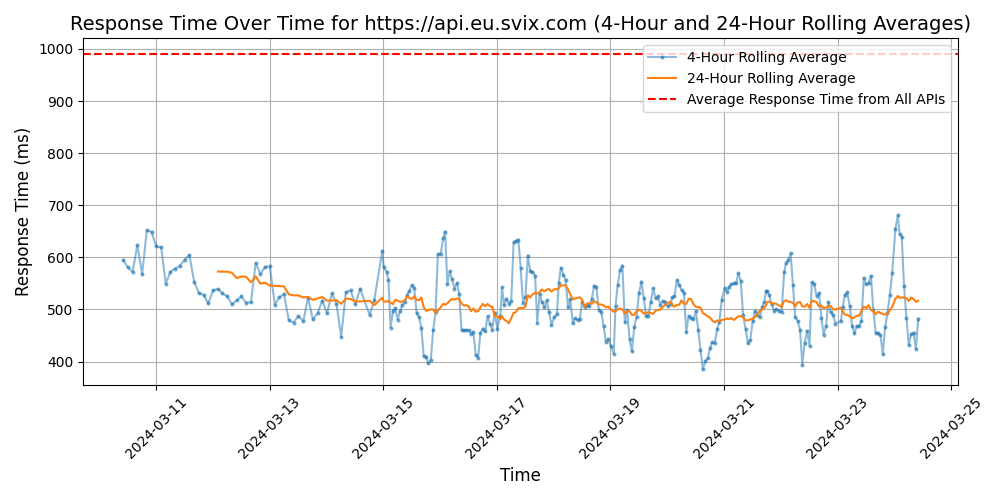 Response Time Over Time for https://api.eu.svix.com (4-Hour and 24-Hour Rolling Averages)
4-Hour Rolling Average
24-Hour Rolling Average
Average Response Time from All APIs
Response Time (ms)
1000
900
800
700
600
500
400
2024-03-11
2024-03-13
2024-03-15
2024-03-17
2024-03-19
2024-03-21
2024-03-23
2024-03-25
Time